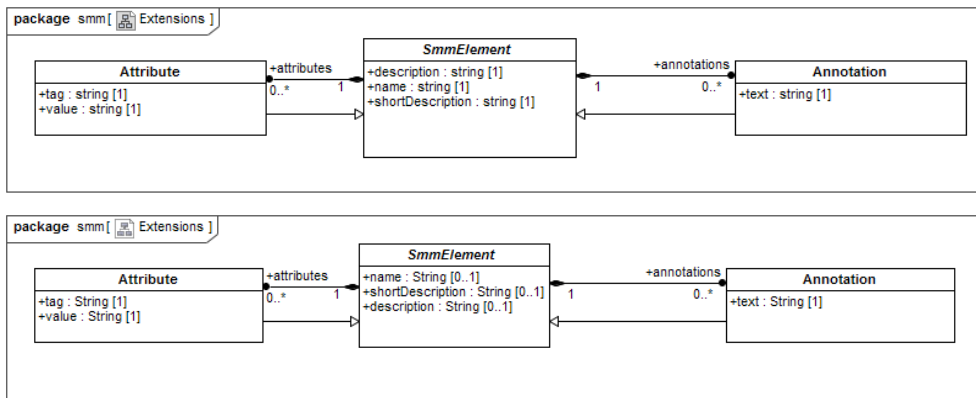 package smm [ Extensions ]
SmmElement
+description : string [1]
+name : string [1]
+shortDescription : string [1]
Attribute
+tag : string [1]
+value : string [1]
+attributes
0..*
1
+annotations
1
0..*
Annotation
+text : string [1]
package smm [ Extensions ]
SmmElement
+name : String [0..1]
+shortDescription : String [0..1]
+description : String [0..1]
Attribute
+tag : String [1]
+value : String [1]
+attributes
0..*
1
+annotations
1
0..*
Annotation
+text : String [1]